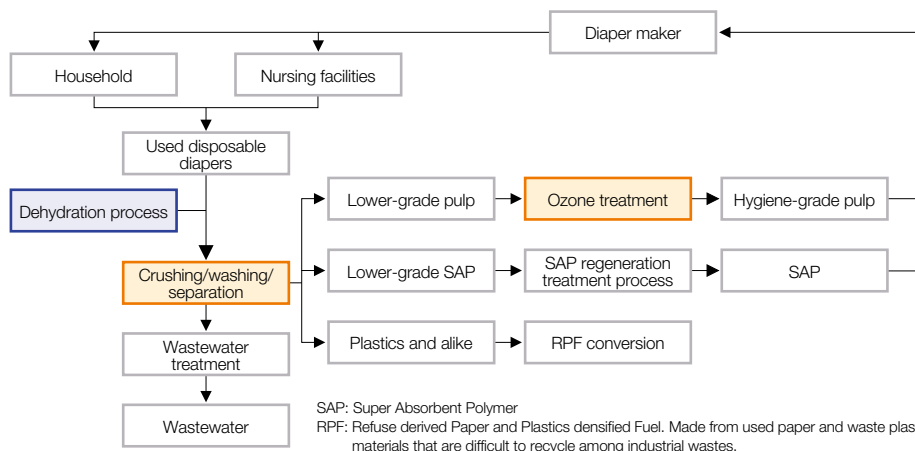 Diaper maker
Household
Nursing facilities
Used disposable
diapers
Dehydration process
Lower-grade pulp
Ozone treatment
Hygiene-grade pulp
Crushing/washing/
separation
Lower-grade SAP
SAP regeneration
treatment process
SAP
Wastewater
treatment
Plastics and alike
RPF conversion
Wastewater
SAP: Super Absorbent Polymer
RPF: Refuse derived Paper and Plastics densified Fuel. Made from used paper and waste plas
materials that are difficult to recycle among industrial wastes.